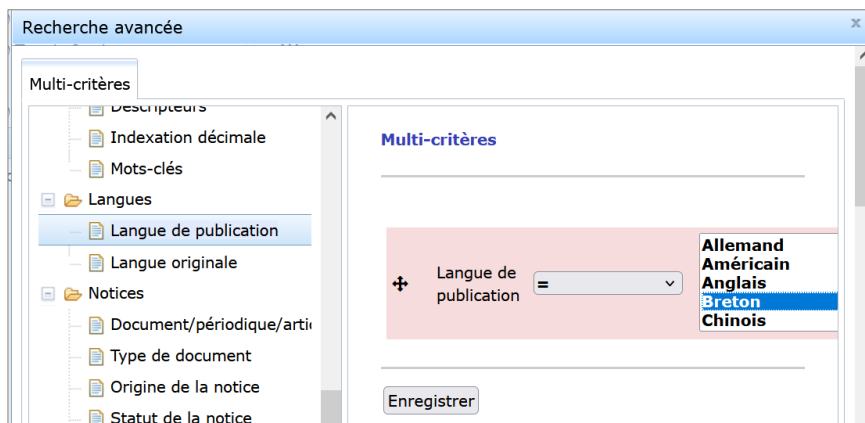 Recherche avancée
x
Multi-critères
Descripteurs
Indexation décimale
Mots-clés
Langues
Langue de publication
Langue originale
Notices
Document/périodique/arti
Type de document
Origine de la notice
Statut de la notice
Multi-critères
Langue de
publication
=
Allemand
Américain
Anglais
Breton
Chinois
Enregistrer